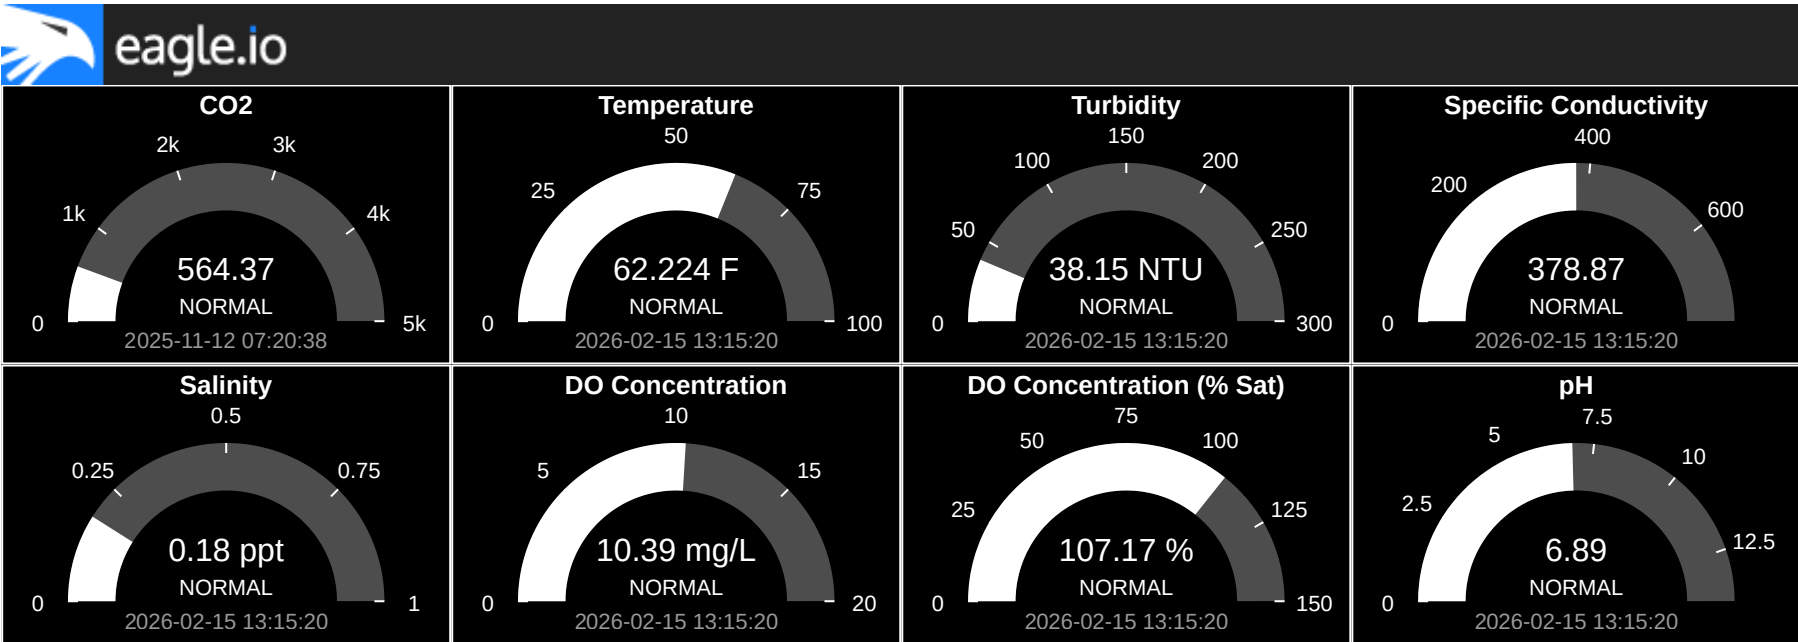 eagle.io
CO2
0
1k
2k
3k
4k
5k
564.37
NORMAL
2025-11-12 07:20:38
Temperature
0
25
50
75
100
62.224 F
NORMAL
2026-02-15 13:15:20
Turbidity
0
50
100
150
200
250
300
38.15 NTU
NORMAL
2026-02-15 13:15:20
Specific Conductivity
0
200
400
600
378.87
NORMAL
2026-02-15 13:15:20
Salinity
0
0.25
0.5
0.75
1
0.18 ppt
NORMAL
2026-02-15 13:15:20
DO Concentration
0
5
10
15
20
10.39 mg/L
NORMAL
2026-02-15 13:15:20
DO Concentration (% Sat)
0
25
50
75
100
125
150
107.17 %
NORMAL
2026-02-15 13:15:20
pH
0
2.5
5
7.5
10
12.5
6.89
NORMAL
2026-02-15 13:15:20